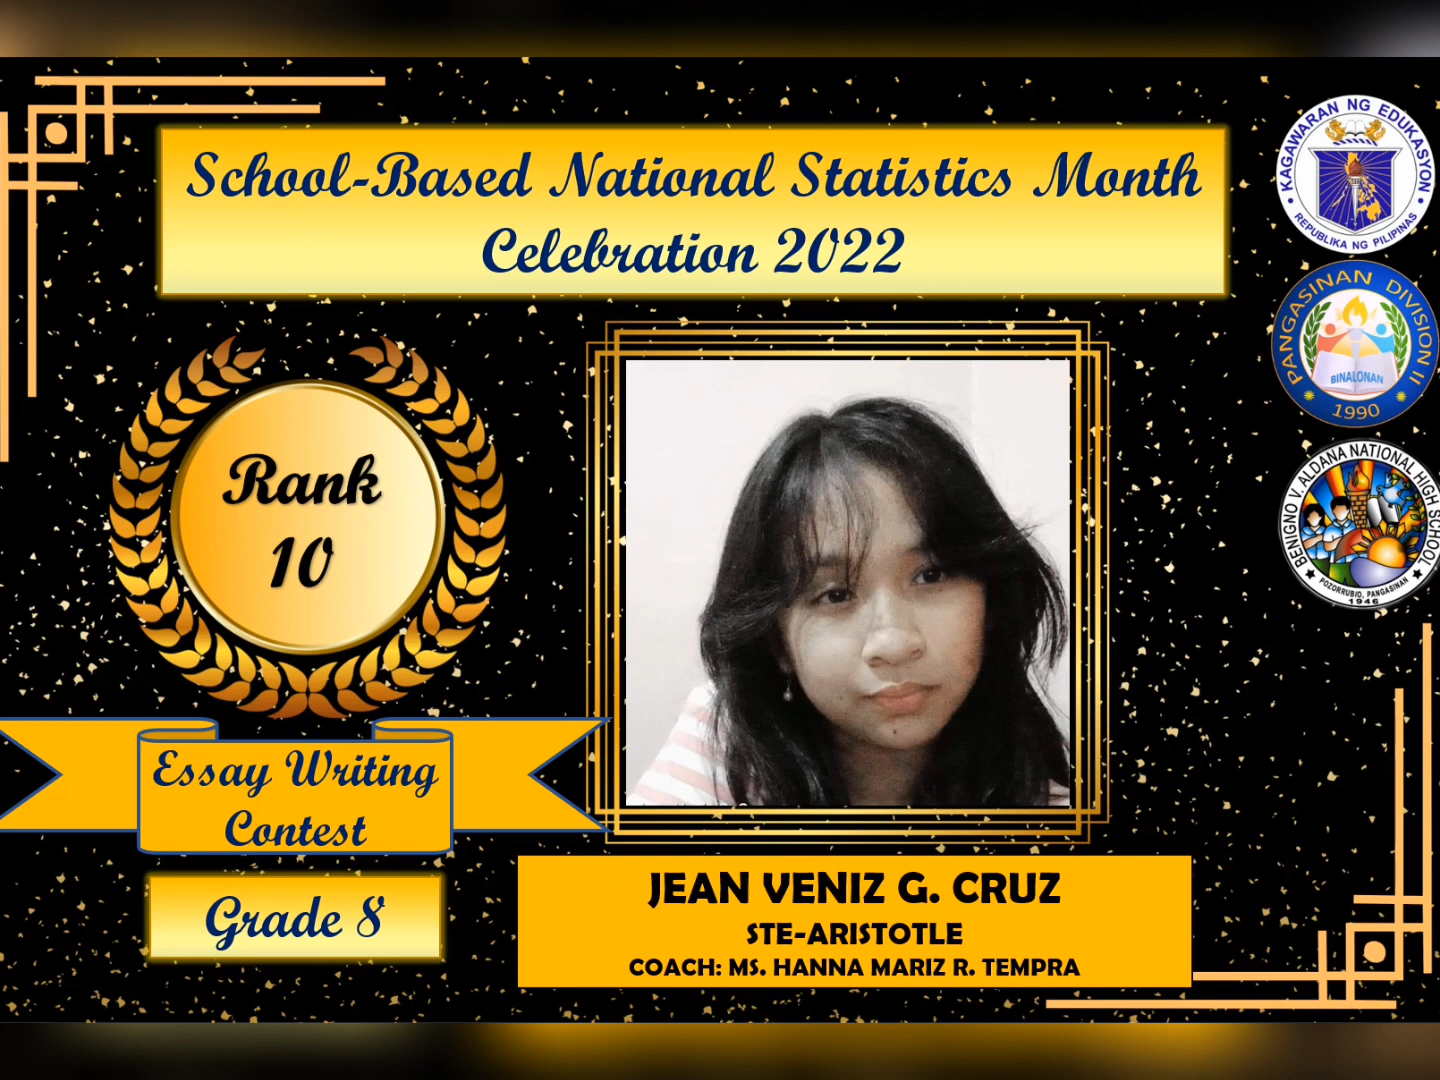 School-Based National Statistics Month
Celebration 2022
KAGAWARAN NG EDUKASYON
REPUBLIKA NG PILIPINAS
PANGASINAN DIVISION II
BINALONAN
1990
BENIGNO V. ALDANA NATIONAL HIGH SCHOOL
POZORRUBIO, PANGASINAN
1946
Rank
10
Essay Writing
Contest
Grade 8
JEAN VENIZ G. CRUZ
STE-ARISTOTLE
COACH: MS. HANNA MARIZ R. TEMPRA